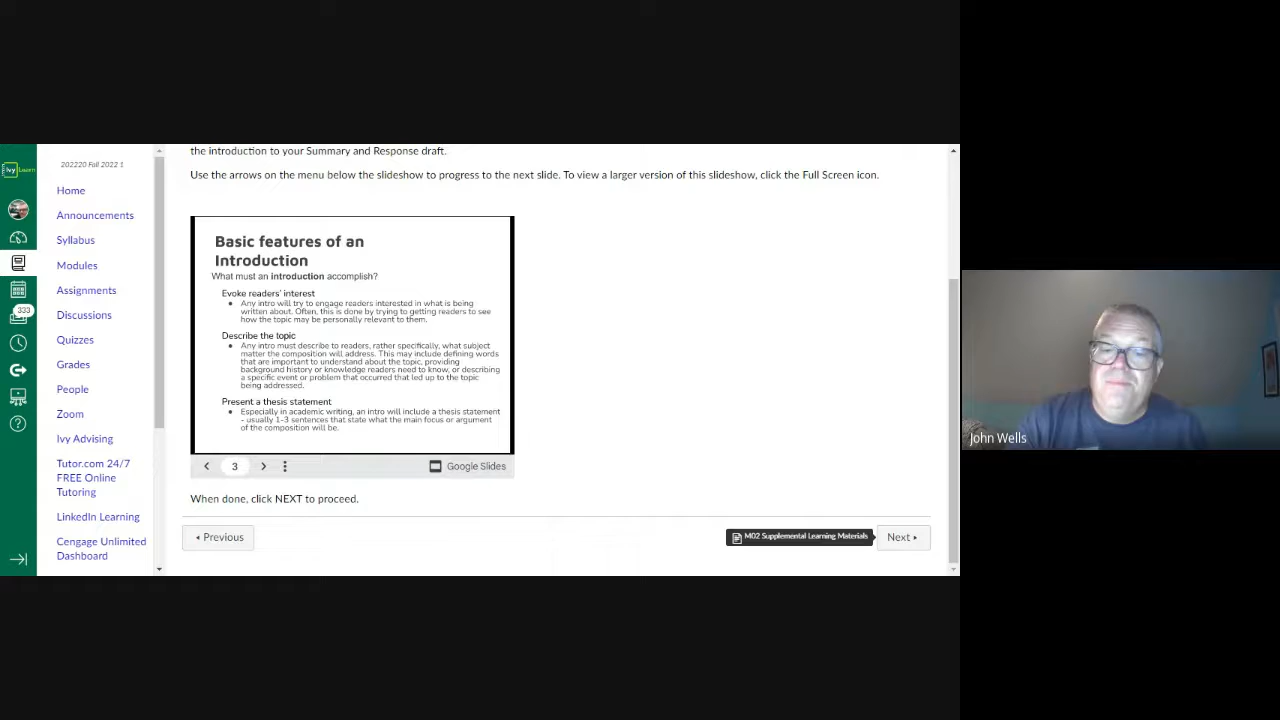 the introduction to your Summary and Response draft.
Use the arrows on the menu below the slideshow to progress to the next slide. To view a larger version of this slideshow, click the Full Screen icon.
ivy Learn
202220 Fall 2022 1
Home
Announcements
Syllabus
Modules
Assignments
333
Discussions
Quizzes
Grades
People
Zoom
Ivy Advising
Tutor.com 24/7
FREE Online
Tutoring
LinkedIn Learning
Cengage Unlimited
Dashboard
Basic features of an
Introduction
What must an introduction accomplish?
Evoke readers' interest
● Any intro will try to engage readers interested in what is being
written about. Often, this is done by trying to getting readers to see
how the topic may be personally relevant to them.
Describe the topic
● Any intro must describe to readers, rather specifically, what subject
matter the composition will address. This may include defining words
that are important to understand about the topic, providing
background history or knowledge readers need to know, or describing
a specific event or problem that occurred that led up to the topic
being addressed.
Present a thesis statement
● Especially in academic writing, an intro will include a thesis statement
- usually 1-3 sentences that state what the main focus or argument
of the composition will be.
3
Google Slides
When done, click NEXT to proceed.
Previous
M02 Supplemental Learning Materials
Next
John Wells